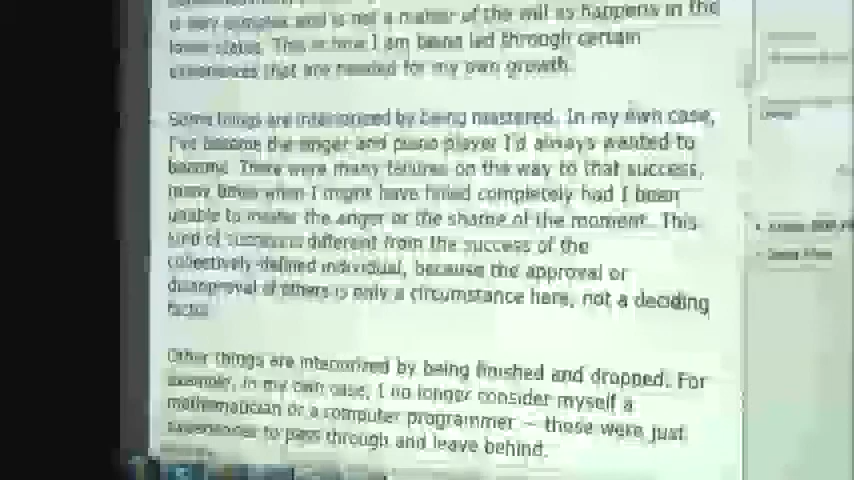 is very complex and is not a matter of the will as happens in the
lower states. This is how I am being led through certain
experiences that are needed for my own growth.
Some things are interiorized by being mastered. In my own case,
I've become the singer and piano player I'd always wanted to
become. There were many failures on the way to that success,
many times when I might have failed completely had I been
unable to master the anger or the shame of the moment. This
kind of success is different from the success of the
collectively-defined individual, because the approval or
disapproval of others is only a circumstance here, not a deciding
factor.
Other things are interiorized by being finished and dropped. For
example, in my own case, I no longer consider myself a
mathematician or a computer programmer – these were just
experiences to pass through and leave behind.